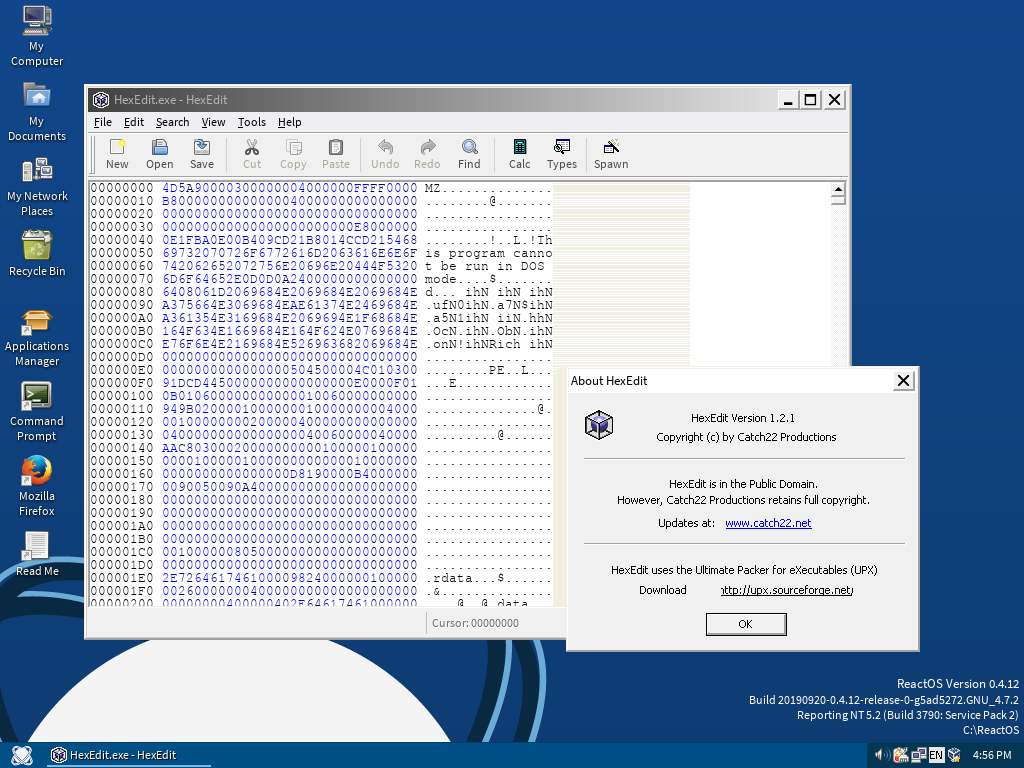 My
Computer
My
Documents
My Network
Places
Recycle Bin
Applications
Manager
Command
Prompt
Mozilla
Firefox
Read Me
HexEdit.exe - HexEdit
File Edit Search View Tools Help
New Open Save Cut Copy Paste Undo Redo Find Calc Types Spawn
00000000 4D5A90000300000004000000FFFF0000 MZ..............
00000010 B8000000000000004000000000000000 ........@.......
00000020 00000000000000000000000000000000 ................
00000030 000000000000000000000000E8000000 ................
00000040 0E1FBA0E00B409CD21B8014CCD215468 ........!..L.!Th
00000050 69732070726F6772616D2063616E6E6F is program canno
00000060 742062652072756E20696E20444F5320 t be run in DOS
00000070 6D6F64652E0D0D0A2400000000000000 mode....$.......
00000080 6408061D2069684E2069684E2069684E d... ihN ihN ihN
00000090 A375664E3069684EAE61374E2469684E .ufN0ihN.a7N$ihN
000000A0 A361354E3169684E2069694E1F68684E .a5N1ihN iiN.hhN
000000B0 164F634E1669684E164F624E0769684E .OcN.ihN.ObN.ihN
000000C0 E76F6E4E2169684E526963682069684E .onN!ihNRich ihN
000000D0 00000000000000000000000000000000 ................
000000E0 0000000000000000504500004C010300 ........PE..L...
000000F0 91DCD4450000000000000000E0000F01 ...E............
00000100 0B010600000000000010060000000000 ................
00000110 949B0200001000000010000000004000 ..............@.
00000120 00100000000200000400000000000000 ................
00000130 04000000000000000040060000040000 .........@......
00000140 AAC80300020000000000100000100000 ................
00000150 00001000001000000000000010000000 ................
00000160 0000000000000000D8190000B4000000 ................
00000170 0090050090A400000000000000000000 ................
00000180 00000000000000000000000000000000 ................
00000190 00000000000000000000000000000000 ................
000001A0 00000000000000000000000000000000 ................
000001B0 00000000000000000000000000000000 ................
000001C0 00100000008050000000000000000000 ................
000001D0 00000000000000000000000000000000 ................
000001E0 2E726461746100009824000000100000 .rdata...$......
000001F0 00260000000400000000000000000000 .&..............
00000200 00000000400000402E64617461000000 ....@..@.data...
Cursor: 00000000
About HexEdit
HexEdit Version 1.2.1
Copyright (c) by Catch22 Productions
HexEdit is in the Public Domain.
However, Catch22 Productions retains full copyright.
Updates at: www.catch22.net
HexEdit uses the Ultimate Packer for eXecutables (UPX)
Download http://upx.sourceforge.net/
OK
ReactOS Version 0.4.12
Build 20190920-0.4.12-release-0-g5ad5272.GNU_4.7.2
Reporting NT 5.2 (Build 3790: Service Pack 2)
C:\ReactOS
HexEdit.exe - HexEdit
EN
4:56 PM